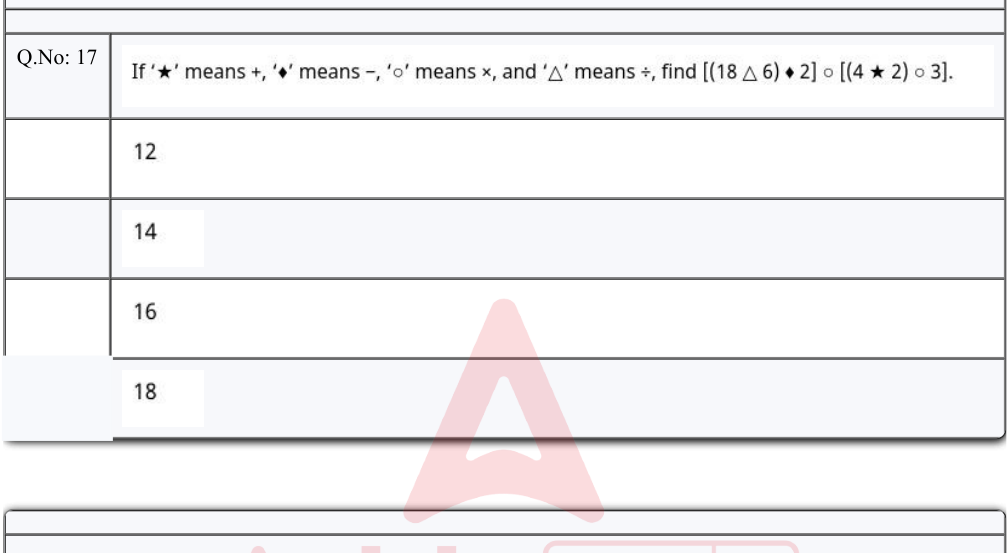 Q.No: 17
If ‘★’ means +, ‘♦’ means −, ‘○’ means ×, and ‘△’ means ÷, find [(18 △ 6) ♦ 2] ○ [(4 ★ 2) ○ 3].
12
14
16
18